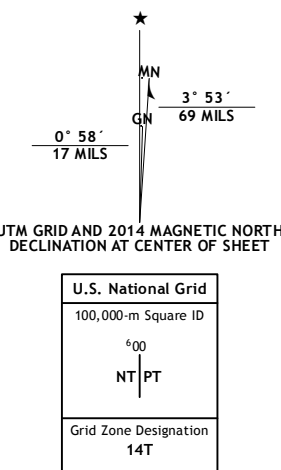 ★
MN
3° 53´
69 MILS
GN
0° 58´
17 MILS
UTM GRID AND 2014 MAGNETIC NORTH
DECLINATION AT CENTER OF SHEET
U.S. National Grid
100,000-m Square ID
⁶00
NT PT
Grid Zone Designation
14T